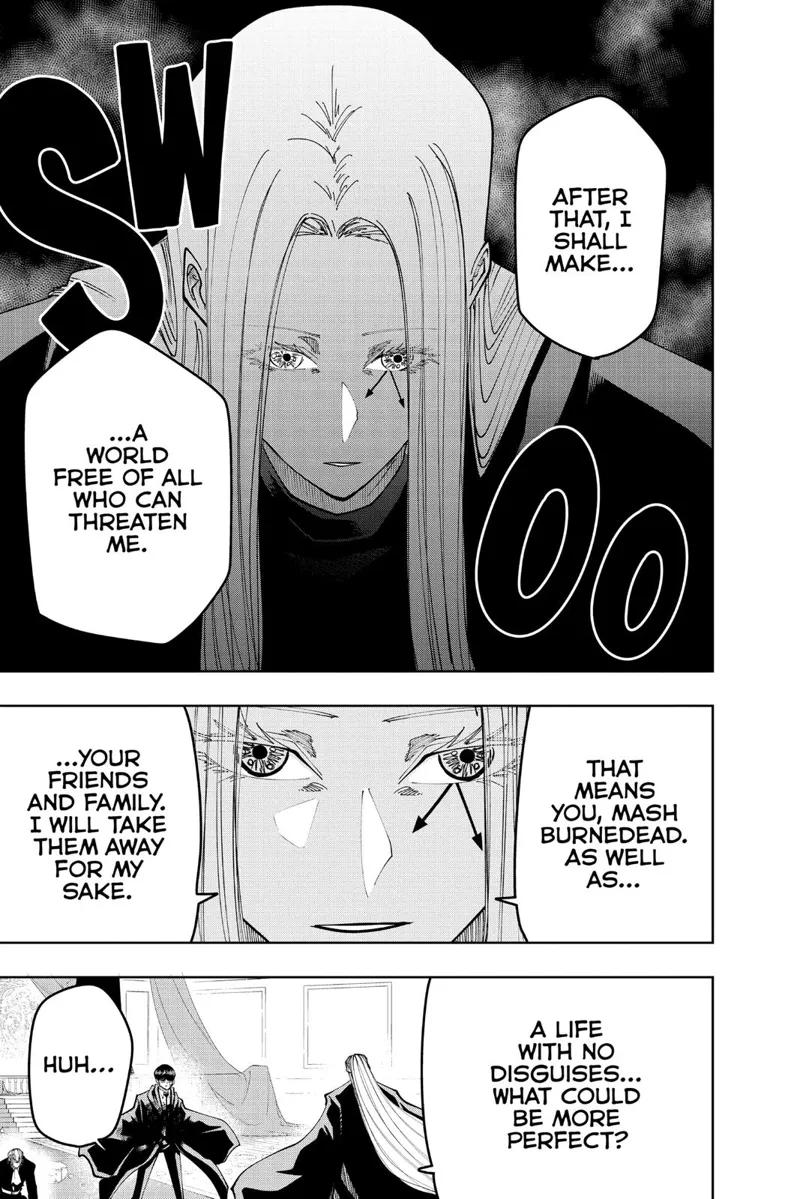 AFTER
THAT, I
SHALL
MAKE...
SWOO
...A
WORLD
FREE OF ALL
WHO CAN
THREATEN
ME.
THAT
MEANS
YOU, MASH
BURNEDEAD.
AS WELL
AS...
...YOUR
FRIENDS
AND FAMILY.
I WILL TAKE
THEM AWAY
FOR MY
SAKE.
A LIFE
WITH NO
DISGUISES...
WHAT COULD
BE MORE
PERFECT?
HUH...